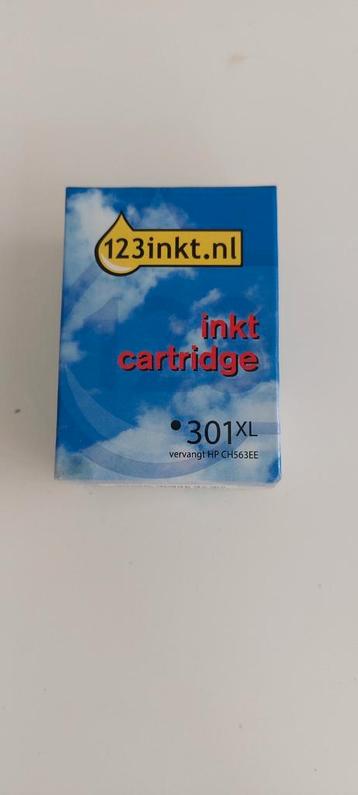 123inkt.nl
inkt
cartridge
301XL
vervangt HP CH563EE